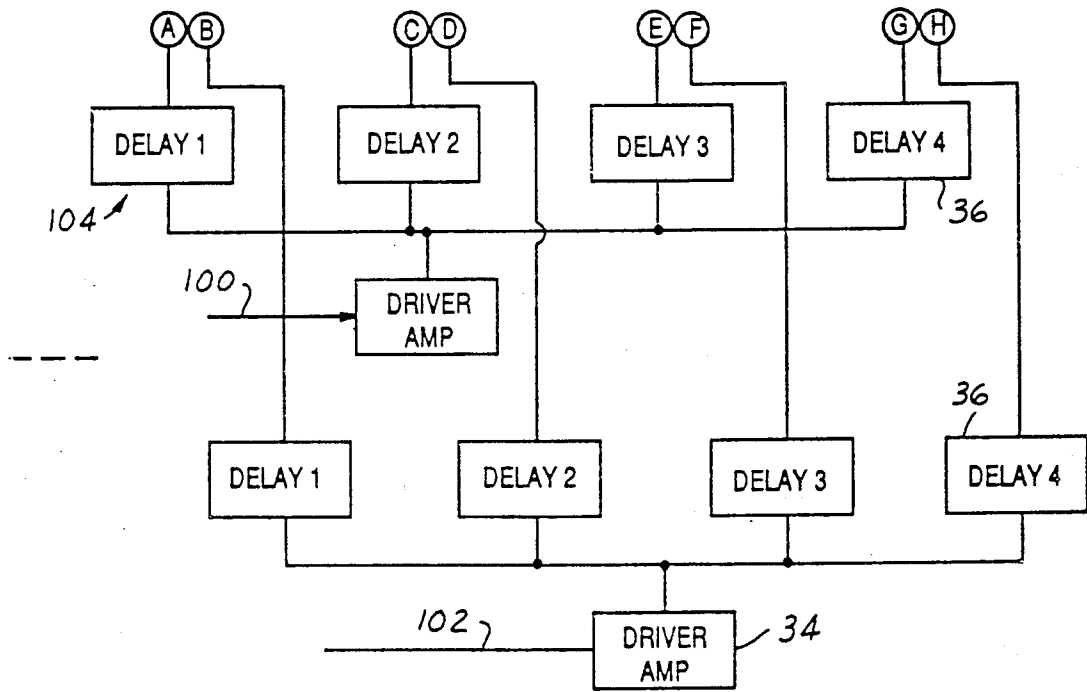 A B C D E F G H
DELAY 1
DELAY 2
DELAY 3
DELAY 4
104
36
100
DRIVER
AMP
36
DELAY 1
DELAY 2
DELAY 3
DELAY 4
102
DRIVER
AMP
34